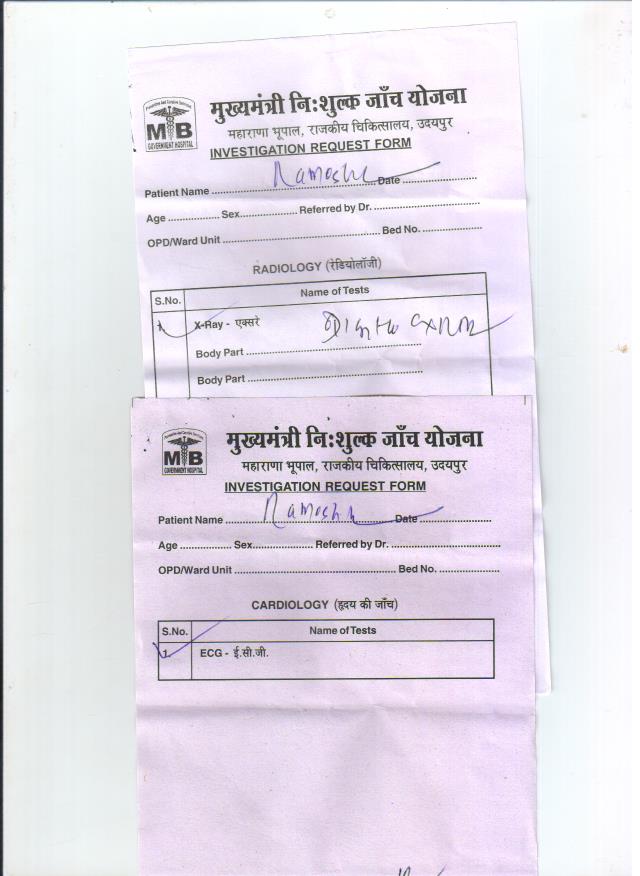 मुख्यमंत्री नि:शुल्क जाँच योजना
महाराणा भूपाल, राजकीय चिकित्सालय, उदयपुर
MB
GOVERNMENT HOSPITAL
INVESTIGATION REQUEST FORM
Patient Name ........ Date ........
Age ........ Sex ........ Referred by Dr. ........
OPD/Ward Unit ........ Bed No. ........
RADIOLOGY (रेडियोलॉजी)
S.No. Name of Tests
1. X-Ray - एक्सरे
Body Part ........
Body Part ........
मुख्यमंत्री नि:शुल्क जाँच योजना
महाराणा भूपाल, राजकीय चिकित्सालय, उदयपुर
MB
GOVERNMENT HOSPITAL
INVESTIGATION REQUEST FORM
Patient Name ........ Date ........
Age ........ Sex ........ Referred by Dr. ........
OPD/Ward Unit ........ Bed No. ........
CARDIOLOGY (हृदय की जाँच)
S.No. Name of Tests
1. ECG - ई.सी.जी.